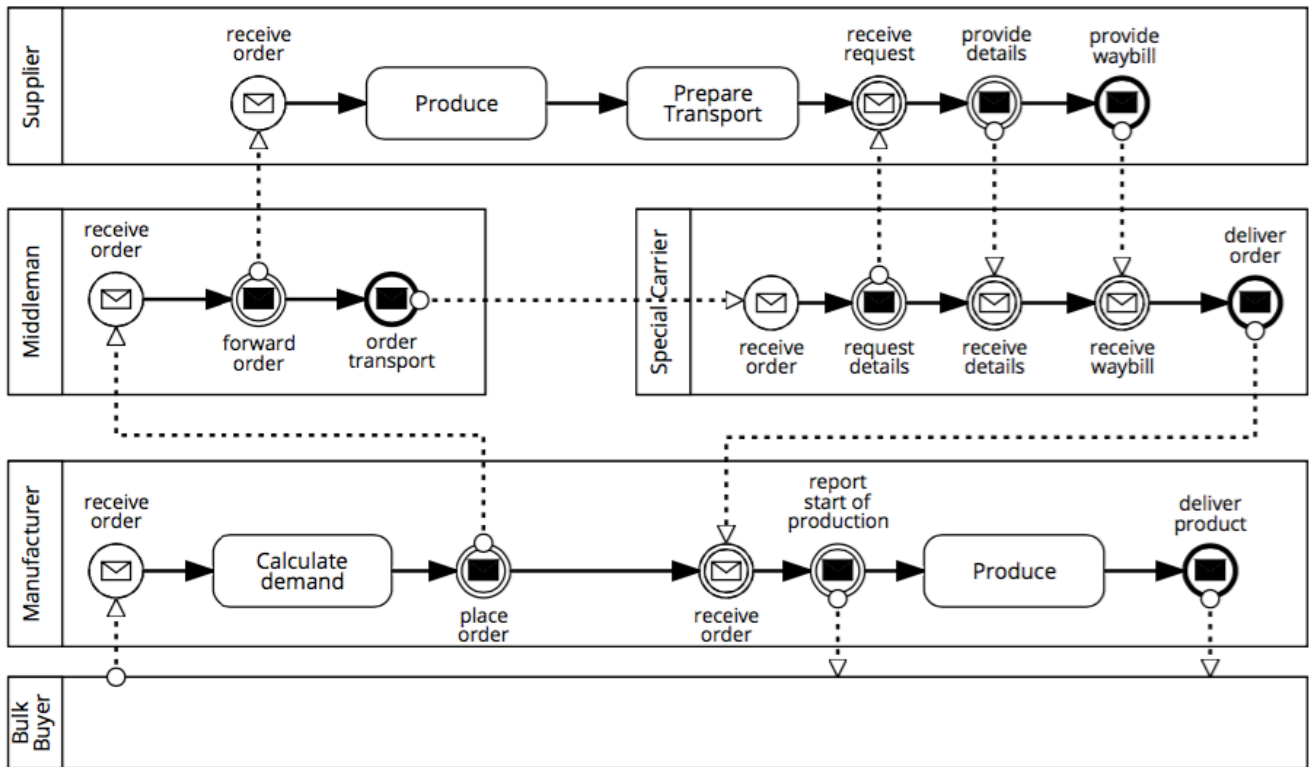 Supplier
receive
order
Produce
Prepare
Transport
receive
request
provide
details
provide
waybill
Middleman
receive
order
forward
order
order
transport
Special Carrier
receive
order
request
details
receive
details
receive
waybill
deliver
order
Manufacturer
receive
order
Calculate
demand
place
order
receive
order
report
start of
production
Produce
deliver
product
Bulk
Buyer